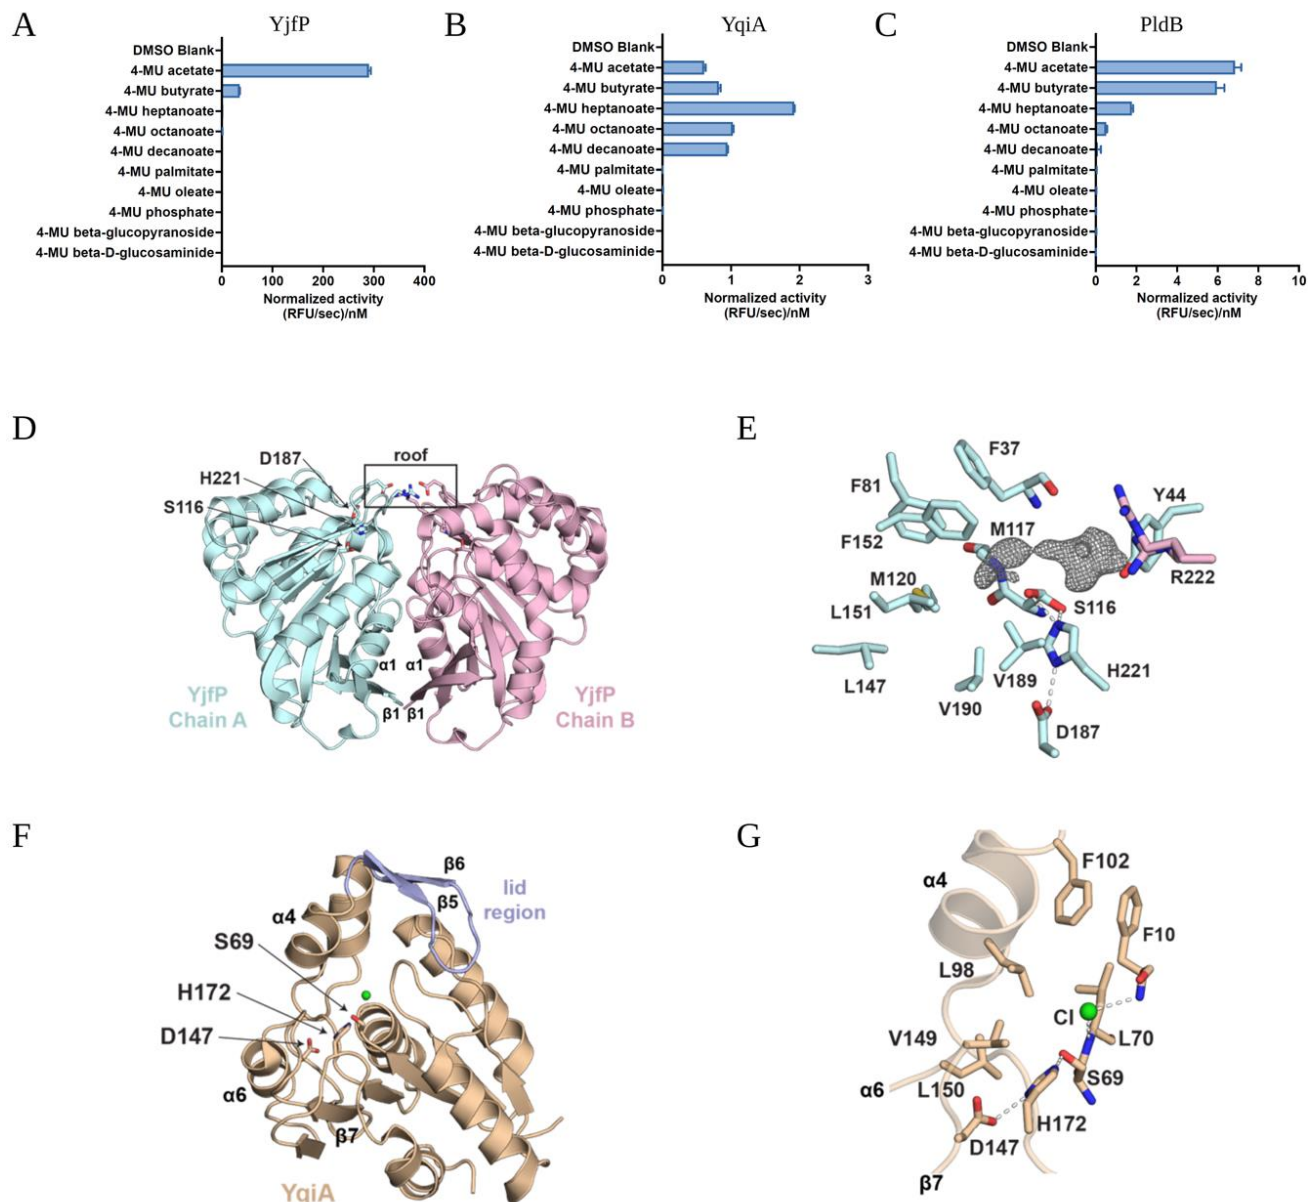 A
YjfP
DMSO Blank
4-MU acetate
4-MU butyrate
4-MU heptanoate
4-MU octanoate
4-MU decanoate
4-MU palmitate
4-MU oleate
4-MU phosphate
4-MU beta-glucopyranoside
4-MU beta-D-glucosaminide
0 100 200 300 400
Normalized activity
(RFU/sec)/nM
B
YqiA
DMSO Blank
4-MU acetate
4-MU butyrate
4-MU heptanoate
4-MU octanoate
4-MU decanoate
4-MU palmitate
4-MU oleate
4-MU phosphate
4-MU beta-glucopyranoside
4-MU beta-D-glucosaminide
0 1 2 3
Normalized activity
(RFU/sec)/nM
C
PldB
DMSO Blank
4-MU acetate
4-MU butyrate
4-MU heptanoate
4-MU octanoate
4-MU decanoate
4-MU palmitate
4-MU oleate
4-MU phosphate
4-MU beta-glucopyranoside
4-MU beta-D-glucosaminide
0 2 4 6 8 10
Normalized activity
(RFU/sec)/nM
D
roof
D187
H221
S116
α1 α1
β1 β1
YjfP
Chain A
YjfP
Chain B
E
F37
F81
Y44
F152
M117
R222
M120
S116
L151
L147
V189
H221
V190
D187
F
β6
lid
region
β5
α4
S69
H172
D147
α6
β7
YqiA
G
F102
α4
F10
L98
Cl
L70
V149
S69
α6
L150
H172
D147
β7